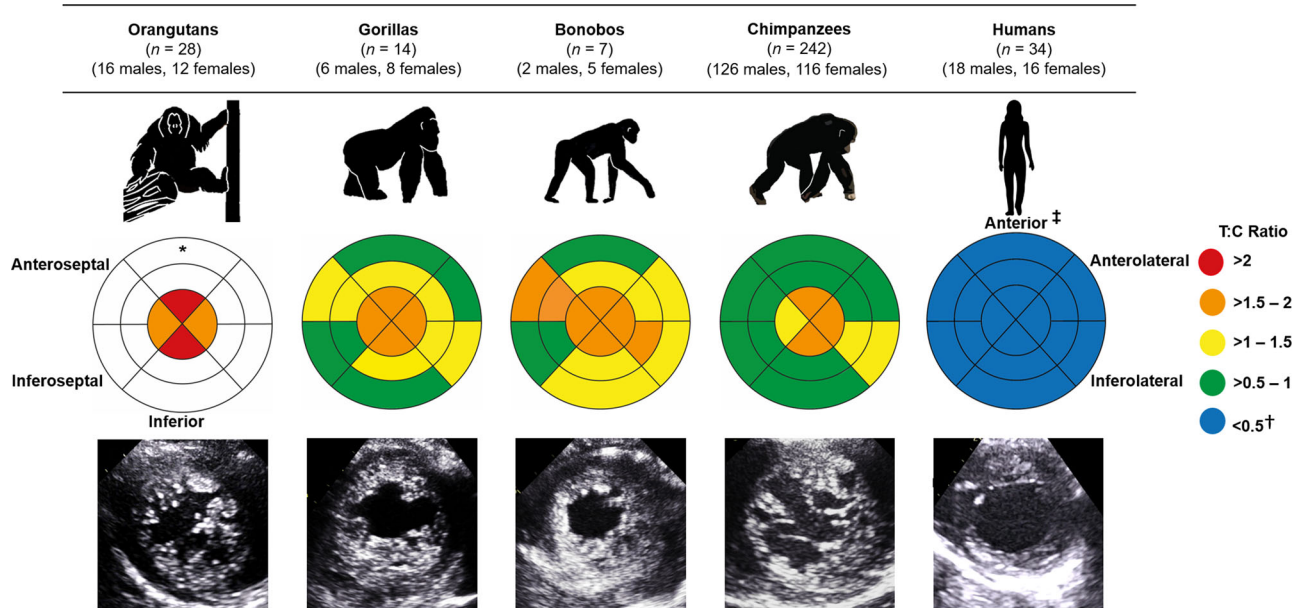 Orangutans
(n = 28)
(16 males, 12 females)
Gorillas
(n = 14)
(6 males, 8 females)
Bonobos
(n = 7)
(2 males, 5 females)
Chimpanzees
(n = 242)
(126 males, 116 females)
Humans
(n = 34)
(18 males, 16 females)
*
Anteroseptal
Inferoseptal
Inferior
Anterior ‡
Anterolateral
Inferolateral
T:C Ratio
>2
>1.5 – 2
>1 – 1.5
>0.5 – 1
<0.5†